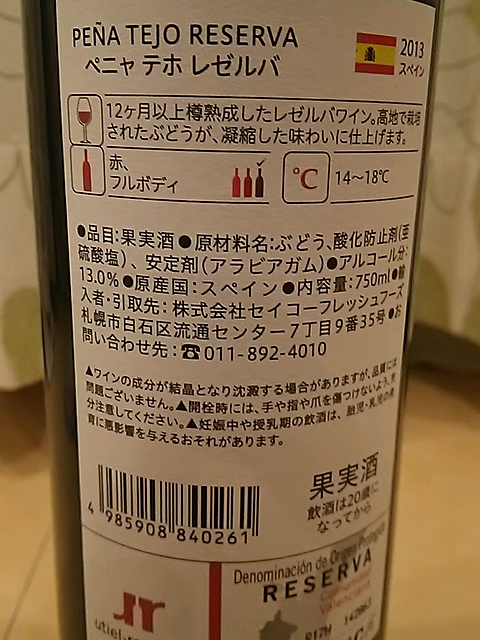 PEÑA TEJO RESERVA
ペニャ テホ レゼルバ
2013
スペイン
12ヶ月以上樽熟成したレゼルバワイン。高地で栽培
されたぶどうが、凝縮した味わいに仕上げます。
赤、
フルボディ
℃
14〜18℃
●品目:果実酒●原材料名:ぶどう、酸化防止剤(亜
硫酸塩)、安定剤(アラビアガム)●アルコール分:
13.0%●原産国:スペイン●内容量:750ml●輸
入者・引取先:株式会社セイコーフレッシュフーズ
札幌市白石区流通センター7丁目9番35号●お
問い合わせ先:☎011-892-4010
▲ワインの成分が結晶となり沈澱する場合がありますが、品質には
問題ございません。▲開栓時には、手や指や爪を傷つけないよう、充
分注意してください。▲妊娠中や授乳期の飲酒は、胎児・乳児の発
育に悪影響を与えるおそれがあります。
4 985908 840261
果実酒
飲酒は20歳に
なってから
Denominación de Origen
RESERVA
utiel-r